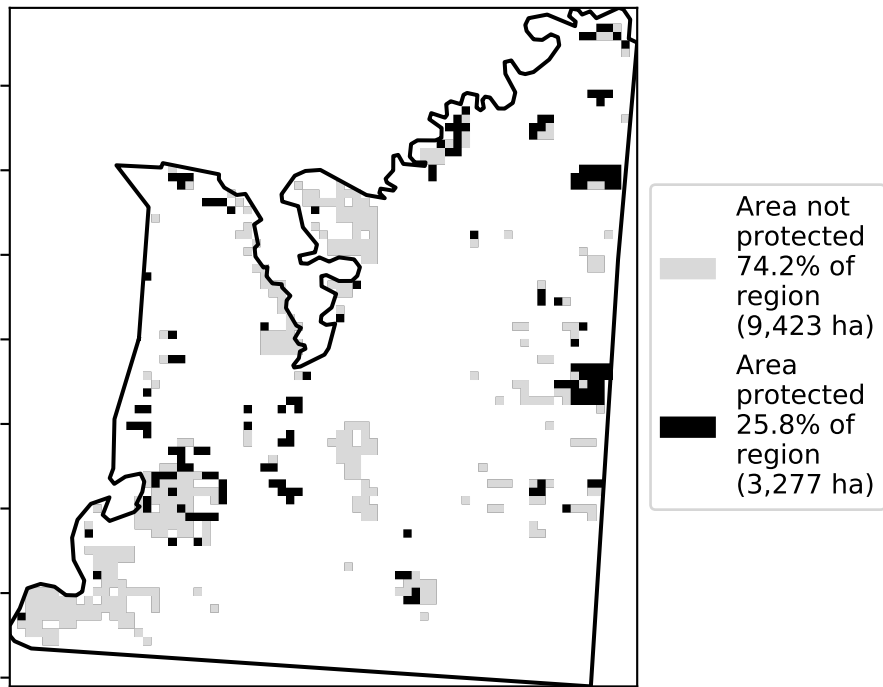 Area not
protected
74.2% of
region
(9,423 ha)
Area
protected
25.8% of
region
(3,277 ha)